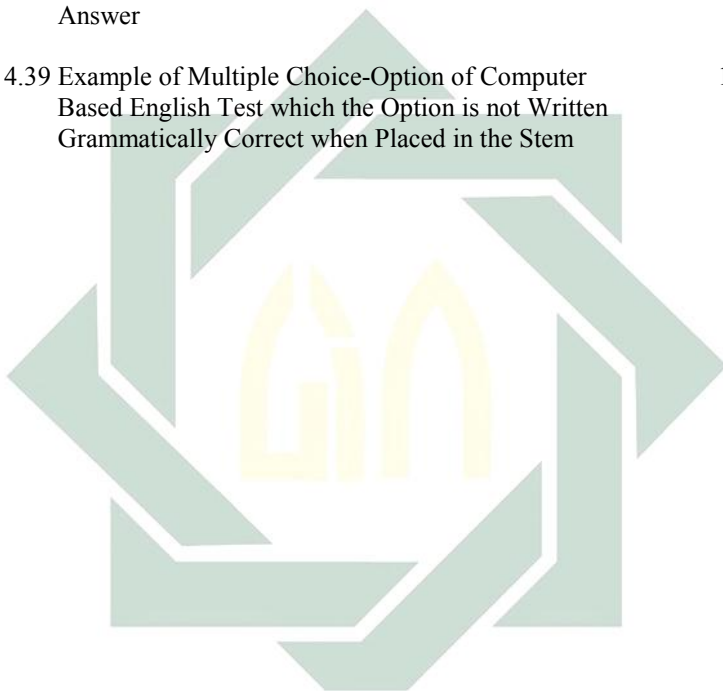 Answer
4.39 Example of Multiple Choice-Option of Computer
Based English Test which the Option is not Written
Grammatically Correct when Placed in the Stem